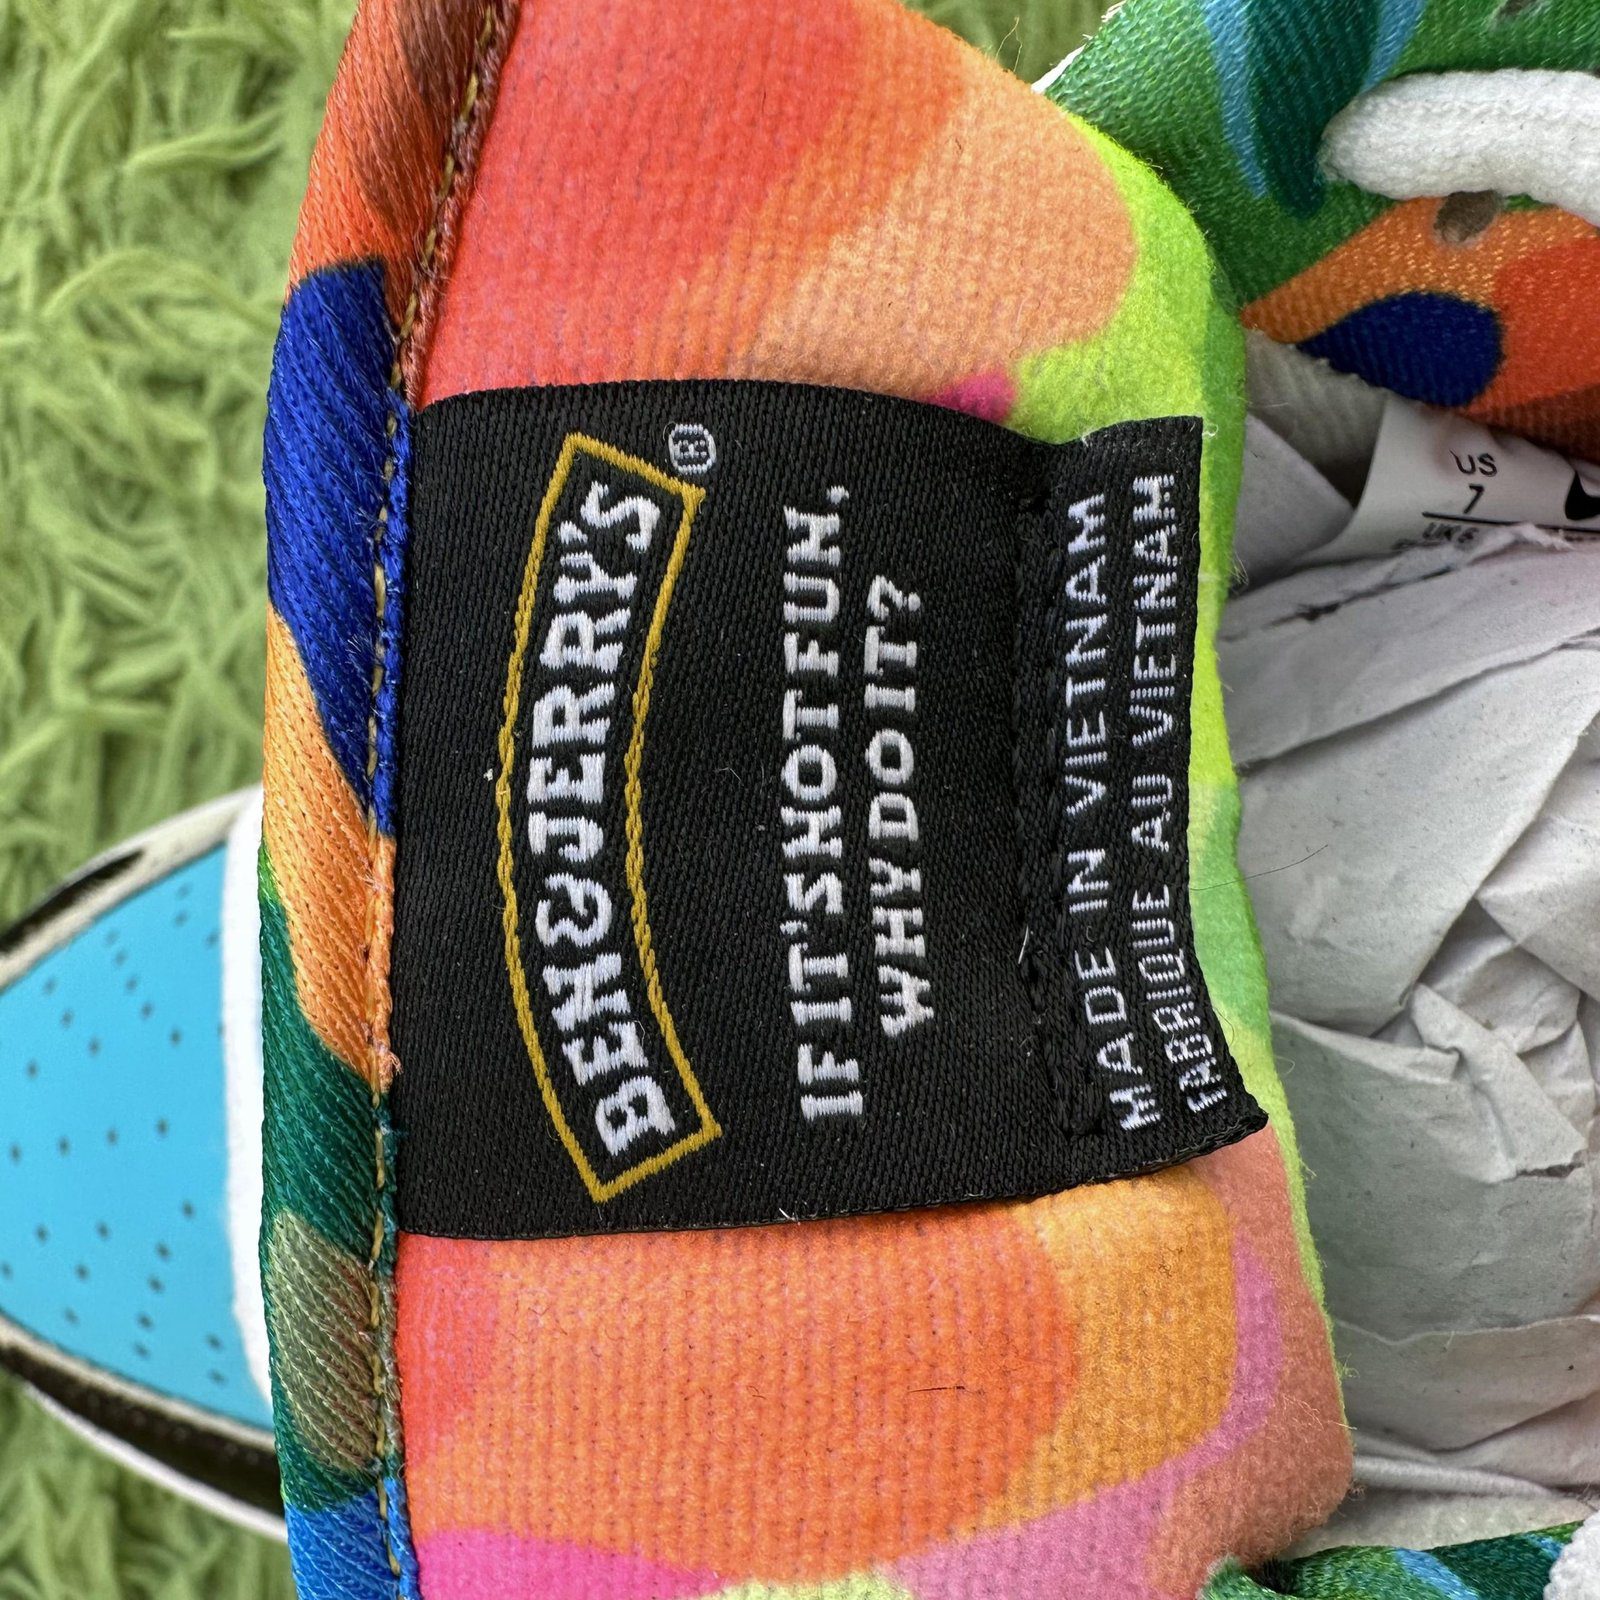 BEN & JERRY'S®
IF IT'S NOT FUN,
WHY DO IT?
MADE IN VIETNAM
FABRIQUE AU VIETNAM
US
7
UK 6